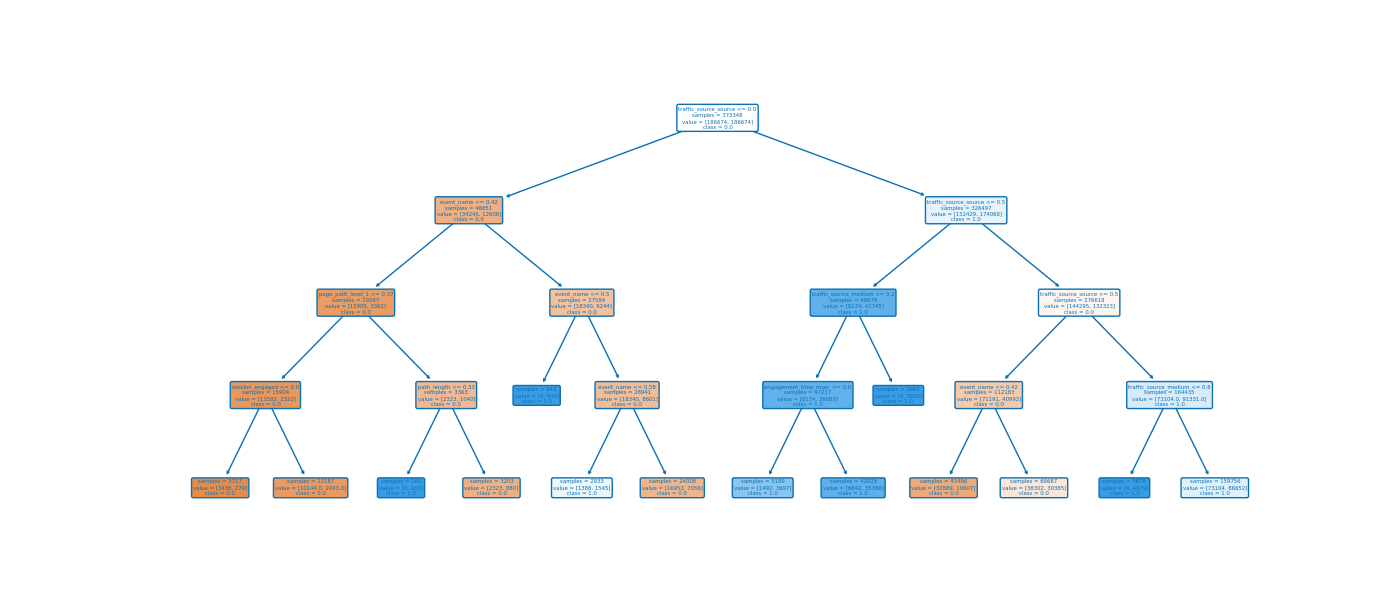 traffic_source_source <= 0.0
samples = 373348
value = [186674, 186674]
class = 0.0
event_name <= 0.42
samples = 46851
value = [34245, 12606]
class = 0.0
traffic_source_source <= 0.5
samples = 326497
value = [152429, 174068]
class = 1.0
page_path_level_1 <= 0.37
samples = 19267
value = [15905, 3362]
class = 0.0
event_name <= 0.5
samples = 27584
value = [18340, 9244]
class = 0.0
traffic_source_medium <= 0.2
samples = 49879
value = [8134, 41745]
class = 1.0
traffic_source_source <= 0.5
samples = 276618
value = [144295, 132323]
class = 0.0
session_engaged <= 0.0
samples = 15904
value = [13582, 2322]
class = 0.0
path_length <= 0.33
samples = 3363
value = [2323, 1040]
class = 0.0
samples = 643
value = [0, 643]
class = 1.0
event_name <= 0.58
samples = 26941
value = [18340, 8601]
class = 0.0
engagement_time_msec <= 0.0
samples = 47217
value = [8134, 39083]
class = 1.0
samples = 2662
value = [0, 2662]
class = 1.0
event_name <= 0.42
samples = 112183
value = [71191, 40992]
class = 0.0
traffic_source_medium <= 0.8
samples = 164435
value = [73104.0, 91331.0]
class = 1.0
samples = 3717
value = [3438, 279]
class = 0.0
samples = 12187
value = [10144.0, 2043.0]
class = 0.0
samples = 160
value = [0, 160]
class = 1.0
samples = 3203
value = [2323, 880]
class = 0.0
samples = 2933
value = [1388, 1545]
class = 1.0
samples = 24008
value = [16952, 7056]
class = 0.0
samples = 5189
value = [1492, 3697]
class = 1.0
samples = 42028
value = [6642, 35386]
class = 1.0
samples = 43496
value = [32889, 10607]
class = 0.0
samples = 68687
value = [38302, 30385]
class = 0.0
samples = 4679
value = [0, 4679]
class = 1.0
samples = 159756
value = [73104, 86652]
class = 1.0